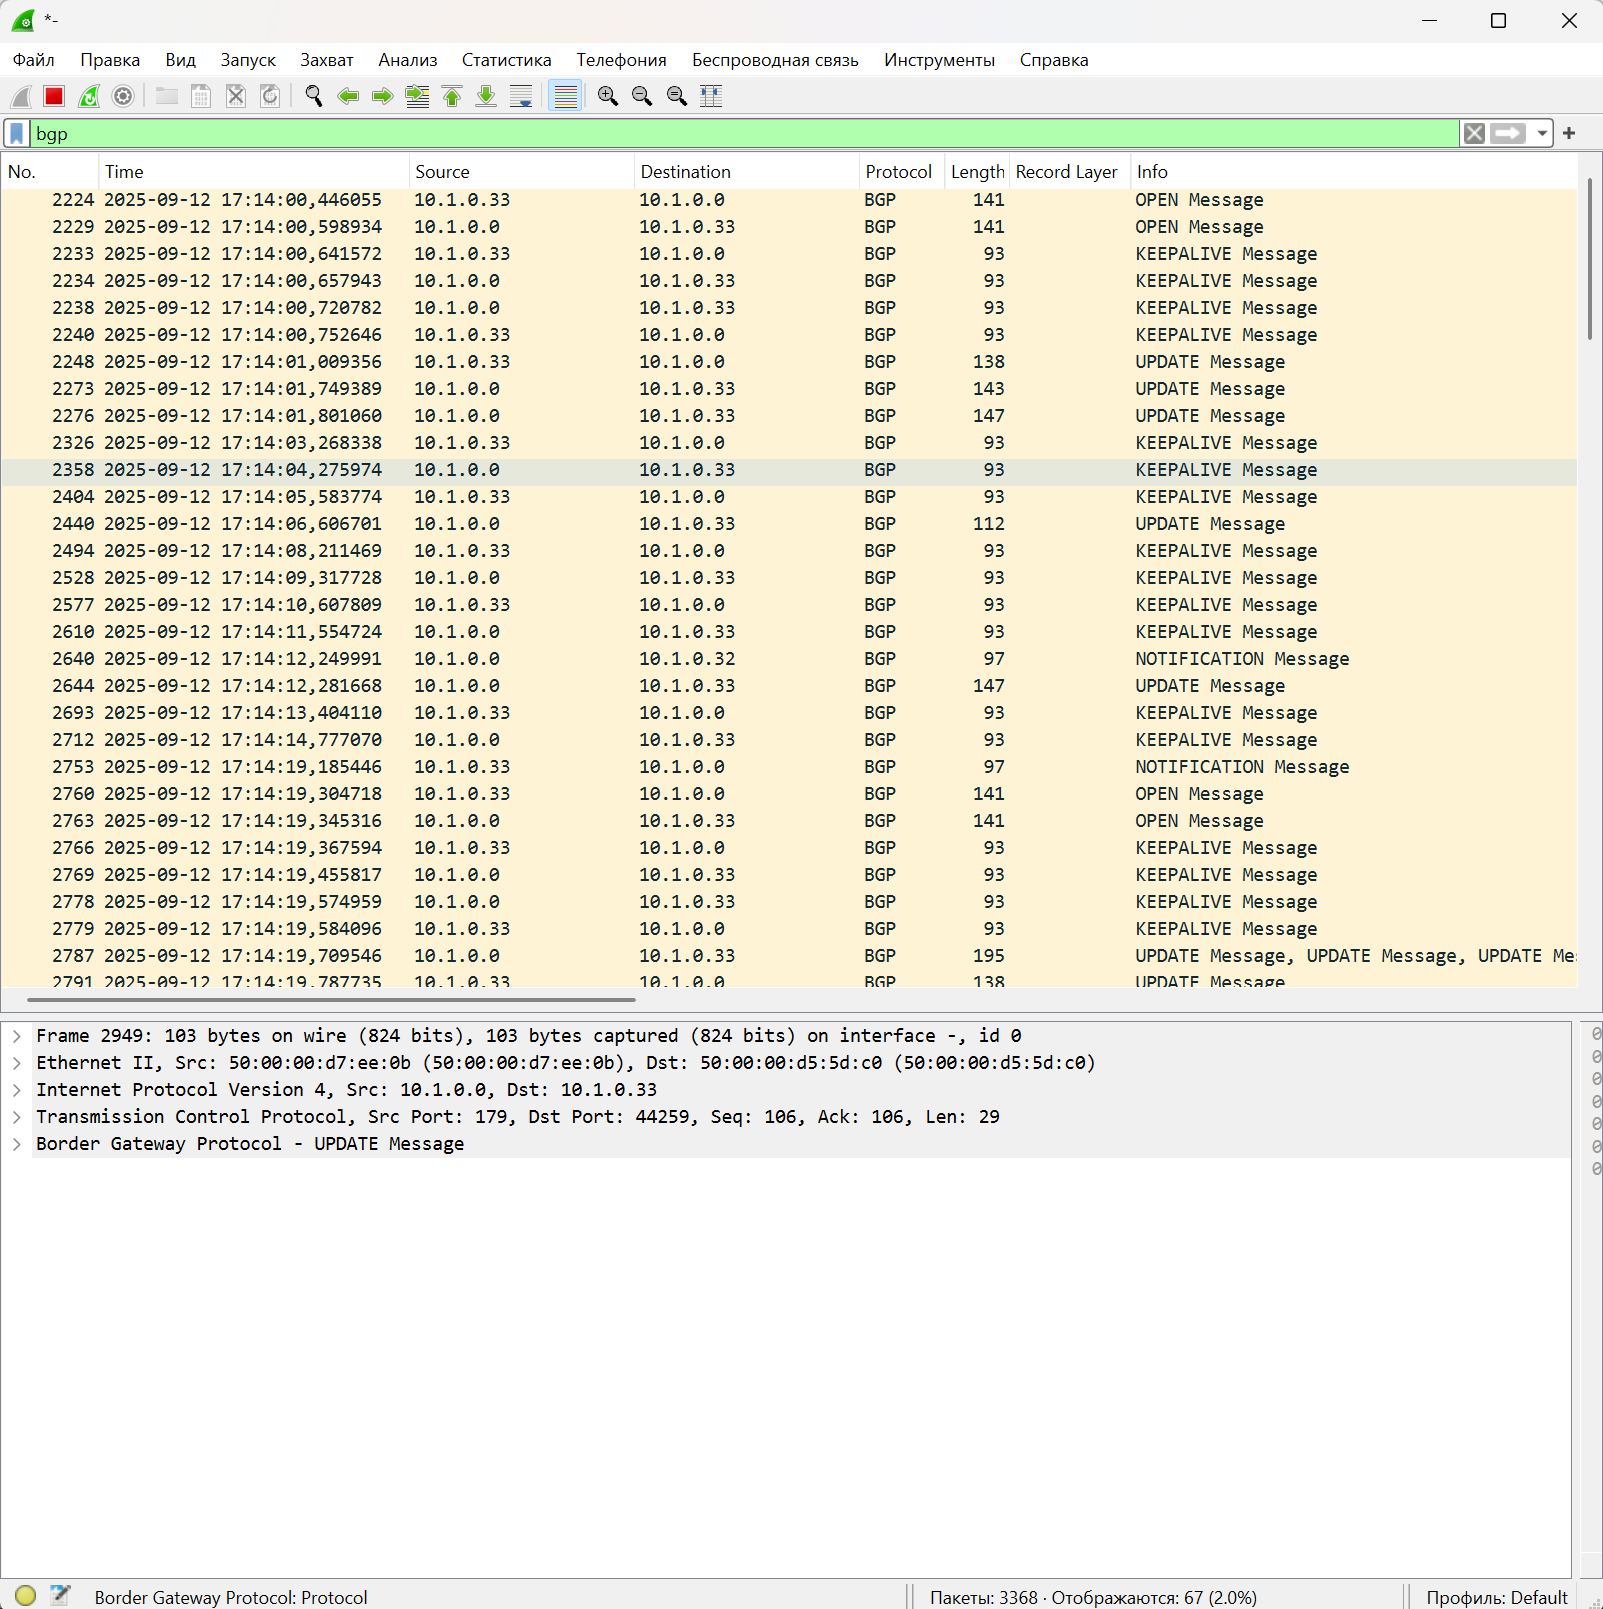 *-
Файл Правка Вид Запуск Захват Анализ Статистика Телефония Беспроводная связь Инструменты Справка
bgp
No. Time Source Destination Protocol Length Record Layer Info
2224 2025-09-12 17:14:00,446055 10.1.0.33 10.1.0.0 BGP 141 OPEN Message
2229 2025-09-12 17:14:00,598934 10.1.0.0 10.1.0.33 BGP 141 OPEN Message
2233 2025-09-12 17:14:00,641572 10.1.0.33 10.1.0.0 BGP 93 KEEPALIVE Message
2234 2025-09-12 17:14:00,657943 10.1.0.0 10.1.0.33 BGP 93 KEEPALIVE Message
2238 2025-09-12 17:14:00,720782 10.1.0.0 10.1.0.33 BGP 93 KEEPALIVE Message
2240 2025-09-12 17:14:00,752646 10.1.0.33 10.1.0.0 BGP 93 KEEPALIVE Message
2248 2025-09-12 17:14:01,009356 10.1.0.33 10.1.0.0 BGP 138 UPDATE Message
2273 2025-09-12 17:14:01,749389 10.1.0.0 10.1.0.33 BGP 143 UPDATE Message
2276 2025-09-12 17:14:01,801060 10.1.0.0 10.1.0.33 BGP 147 UPDATE Message
2326 2025-09-12 17:14:03,268338 10.1.0.33 10.1.0.0 BGP 93 KEEPALIVE Message
2358 2025-09-12 17:14:04,275974 10.1.0.0 10.1.0.33 BGP 93 KEEPALIVE Message
2404 2025-09-12 17:14:05,583774 10.1.0.33 10.1.0.0 BGP 93 KEEPALIVE Message
2440 2025-09-12 17:14:06,606701 10.1.0.0 10.1.0.33 BGP 112 UPDATE Message
2494 2025-09-12 17:14:08,211469 10.1.0.33 10.1.0.0 BGP 93 KEEPALIVE Message
2528 2025-09-12 17:14:09,317728 10.1.0.0 10.1.0.33 BGP 93 KEEPALIVE Message
2577 2025-09-12 17:14:10,607809 10.1.0.33 10.1.0.0 BGP 93 KEEPALIVE Message
2610 2025-09-12 17:14:11,554724 10.1.0.0 10.1.0.33 BGP 93 KEEPALIVE Message
2640 2025-09-12 17:14:12,249991 10.1.0.0 10.1.0.32 BGP 97 NOTIFICATION Message
2644 2025-09-12 17:14:12,281668 10.1.0.0 10.1.0.33 BGP 147 UPDATE Message
2693 2025-09-12 17:14:13,404110 10.1.0.33 10.1.0.0 BGP 93 KEEPALIVE Message
2712 2025-09-12 17:14:14,777070 10.1.0.0 10.1.0.33 BGP 93 KEEPALIVE Message
2753 2025-09-12 17:14:19,185446 10.1.0.33 10.1.0.0 BGP 97 NOTIFICATION Message
2760 2025-09-12 17:14:19,304718 10.1.0.33 10.1.0.0 BGP 141 OPEN Message
2763 2025-09-12 17:14:19,345316 10.1.0.0 10.1.0.33 BGP 141 OPEN Message
2766 2025-09-12 17:14:19,367594 10.1.0.33 10.1.0.0 BGP 93 KEEPALIVE Message
2769 2025-09-12 17:14:19,455817 10.1.0.0 10.1.0.33 BGP 93 KEEPALIVE Message
2778 2025-09-12 17:14:19,574959 10.1.0.0 10.1.0.33 BGP 93 KEEPALIVE Message
2779 2025-09-12 17:14:19,584096 10.1.0.33 10.1.0.0 BGP 93 KEEPALIVE Message
2787 2025-09-12 17:14:19,709546 10.1.0.0 10.1.0.33 BGP 195 UPDATE Message, UPDATE Message, UPDATE Mes
2791 2025-09-12 17:14:19,787735 10.1.0.33 10.1.0.0 BGP 138 UPDATE Message
Frame 2949: 103 bytes on wire (824 bits), 103 bytes captured (824 bits) on interface -, id 0
Ethernet II, Src: 50:00:00:d7:ee:0b (50:00:00:d7:ee:0b), Dst: 50:00:00:d5:5d:c0 (50:00:00:d5:5d:c0)
Internet Protocol Version 4, Src: 10.1.0.0, Dst: 10.1.0.33
Transmission Control Protocol, Src Port: 179, Dst Port: 44259, Seq: 106, Ack: 106, Len: 29
Border Gateway Protocol - UPDATE Message
0
0
0
0
0
0
0
Border Gateway Protocol: Protocol
Пакеты: 3368 · Отображаются: 67 (2.0%)
Профиль: Default